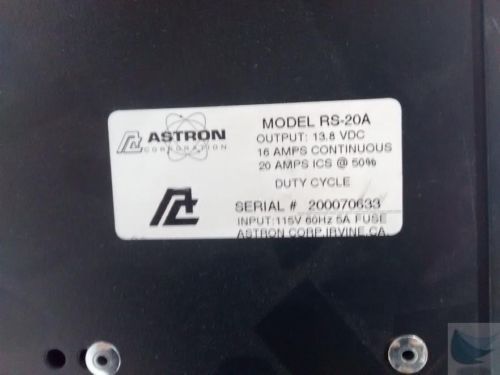 ASTRON
CORPORATION
MODEL RS-20A
OUTPUT: 13.8 VDC
16 AMPS CONTINUOUS
20 AMPS ICS @ 50%
DUTY CYCLE
SERIAL # 200070633
INPUT:115V 60Hz 5A FUSE
ASTRON CORP.IRVINE,CA.